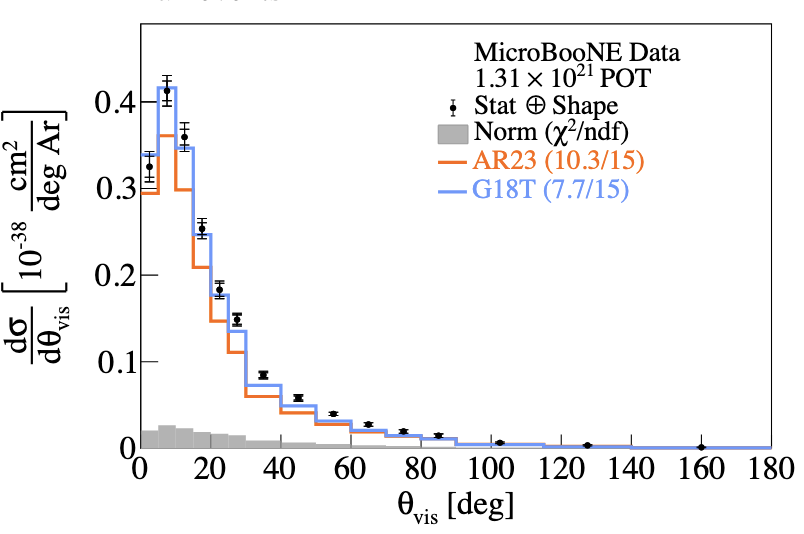 MicroBooNE Data
1.31 × 10²¹ POT
Stat ⊕ Shape
Norm (χ²/ndf)
AR23 (10.3/15)
G18T (7.7/15)
dσ/dθ_vis [10⁻³⁸ cm²/deg Ar]
0.4
0.3
0.2
0.1
0
0 20 40 60 80 100 120 140 160 180
θ_vis [deg]